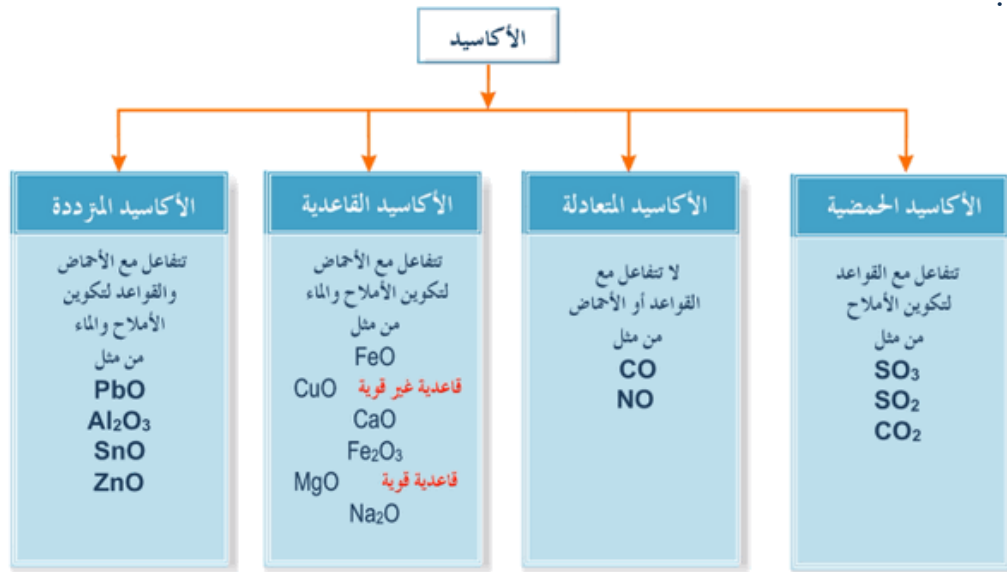 الأكاسيد
الأكاسيد الحمضية
تتفاعل مع القواعد
لتكوين الأملاح
من مثل
SO₃
SO₂
CO₂
الأكاسيد المتعادلة
لا تتفاعل مع
القواعد أو الأحماض
من مثل
CO
NO
الأكاسيد القاعدية
تتفاعل مع الأحماض
لتكوين الأملاح والماء
من مثل
FeO
CuO قاعدية غير قوية
CaO
Fe₂O₃
MgO قاعدية قوية
Na₂O
الأكاسيد المترددة
تتفاعل مع الأحماض
والقواعد لتكوين
الأملاح والماء
من مثل
PbO
Al₂O₃
SnO
ZnO